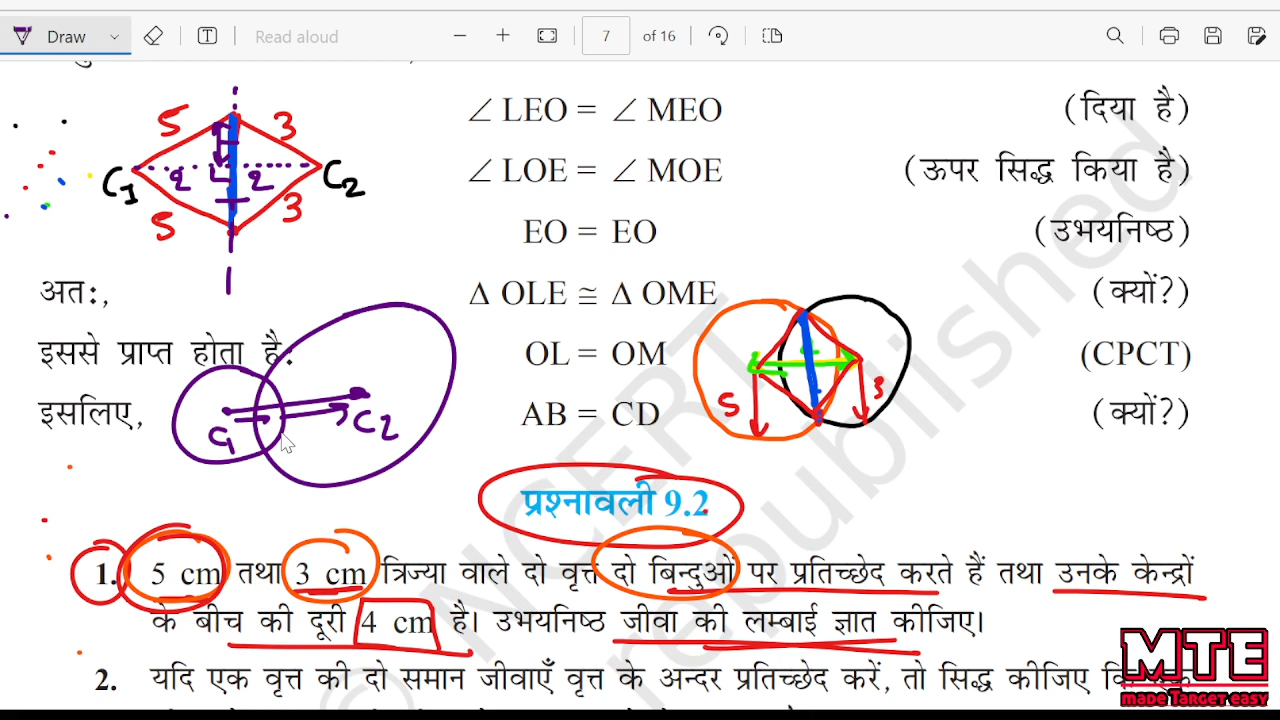 Draw
Read aloud
7 of 16
∠ LEO = ∠ MEO (दिया है)
5 3
C1 2 2 C2
∠ LOE = ∠ MOE (ऊपर सिद्ध किया है)
5 3
EO = EO (उभयनिष्ठ)
अतः, Δ OLE ≅ Δ OME (क्यों?)
इससे प्राप्त होता है: OL = OM (CPCT)
5 3
इसलिए, AB = CD (क्यों?)
C1 C2
प्रश्नावली 9.2
1. 5 cm तथा 3 cm त्रिज्या वाले दो वृत्त दो बिन्दुओं पर प्रतिच्छेद करते हैं तथा उनके केन्द्रों
के बीच की दूरी 4 cm है। उभयनिष्ठ जीवा की लम्बाई ज्ञात कीजिए।
2. यदि एक वृत्त की दो समान जीवाएँ वृत्त के अन्दर प्रतिच्छेद करें, तो सिद्ध कीजिए
© NCERT
republished
MTE
maDe TaRGeT easy